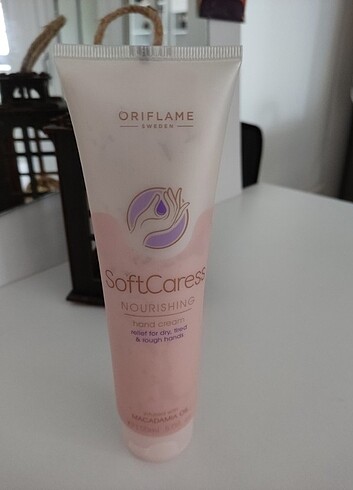 ORIFLAME
SWEDEN
SoftCaress
NOURISHING
hand cream
relief for dry, tired
& rough hands
MACADAMIA OIL